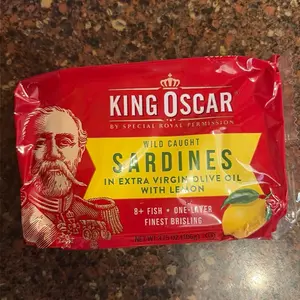 KING OSCAR
BY SPECIAL ROYAL PERMISSION
WILD CAUGHT
SARDINES
IN EXTRA VIRGIN OLIVE OIL
WITH LEMON
8+ FISH • ONE-LAYER
FINEST BRISLING